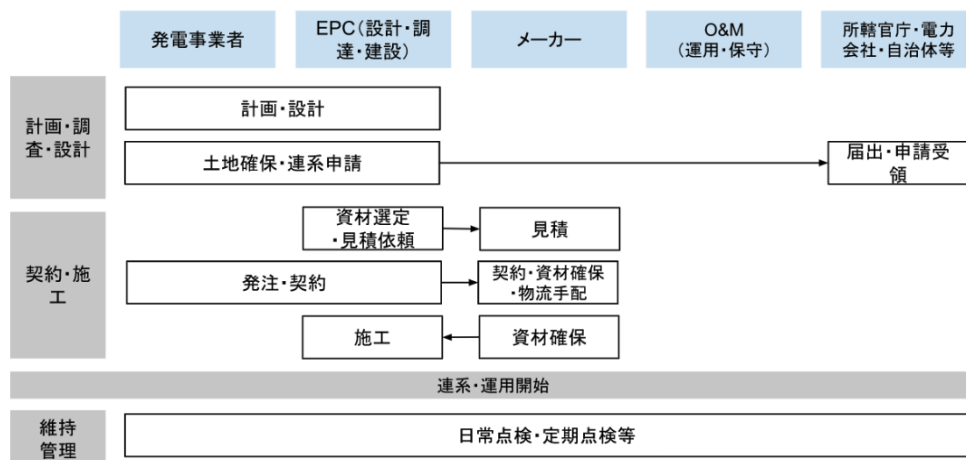 発電事業者
EPC(設計・調
達・建設)
メーカー
O&M
(運用・保守)
所轄官庁・電力
会社・自治体等
計画・調
査・設計
計画・設計
土地確保・連系申請
届出・申請受
領
契約・施
工
資材選定
・見積依頼
見積
発注・契約
契約・資材確保
・物流手配
施工
資材確保
連系・運用開始
維持
管理
日常点検・定期点検等